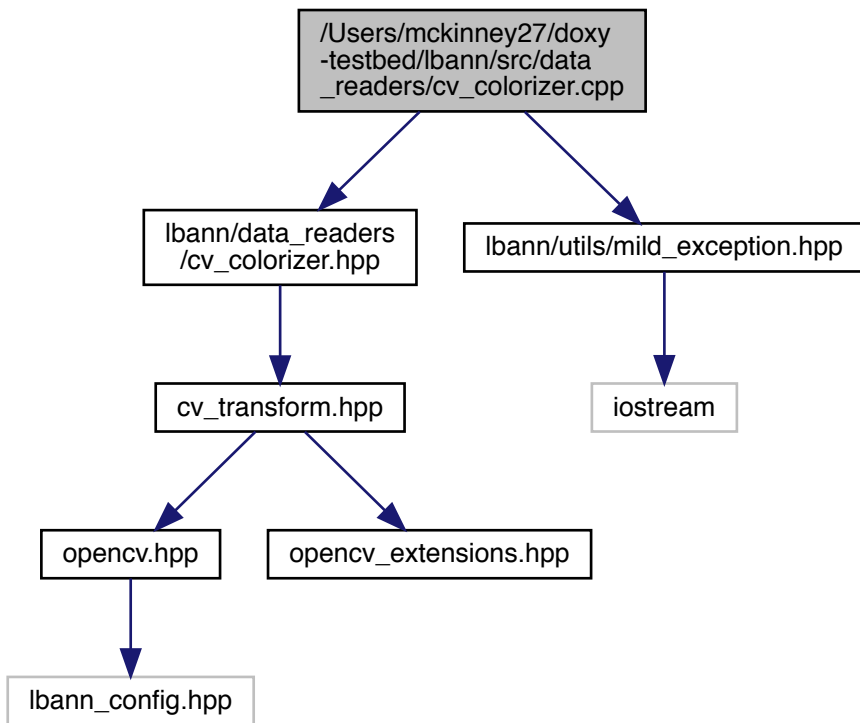 /Users/mckinney27/doxy
-testbed/lbann/src/data
_readers/cv_colorizer.cpp
lbann/data_readers
/cv_colorizer.hpp
lbann/utils/mild_exception.hpp
cv_transform.hpp
iostream
opencv.hpp
opencv_extensions.hpp
lbann_config.hpp